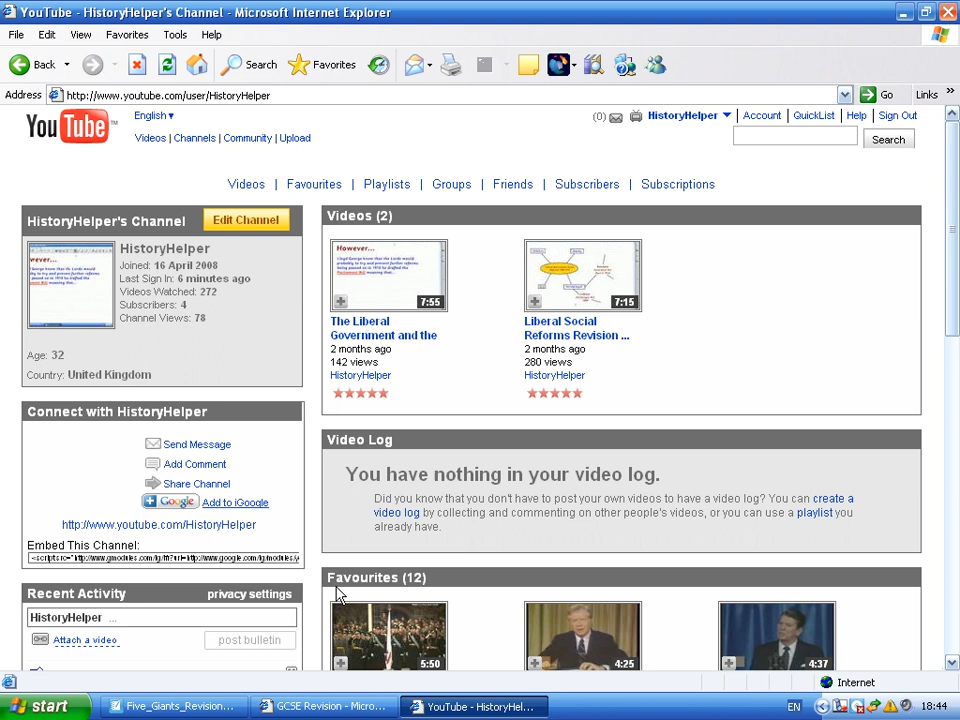 YouTube - HistoryHelper's Channel - Microsoft Internet Explorer
File Edit View Favorites Tools Help
Back Search Favorites
Address http://www.youtube.com/user/HistoryHelper Go Links »
YouTube™ English (0) HistoryHelper Account | QuickList | Help | Sign Out
Videos | Channels | Community | Upload Search
Videos | Favourites | Playlists | Groups | Friends | Subscribers | Subscriptions
HistoryHelper's Channel Edit Channel
HistoryHelper
Joined: 16 April 2008
Last Sign In: 6 minutes ago
Videos Watched: 272
Subscribers: 4
Channel Views: 78
Age: 32
Country: United Kingdom
Connect with HistoryHelper
Send Message
Add Comment
Share Channel
Google Add to iGoogle
http://www.youtube.com/HistoryHelper
Embed This Channel:
Recent Activity privacy settings
HistoryHelper ...
Attach a video post bulletin
Videos (2)
However...
7:55
The Liberal
Government and the
2 months ago
142 views
HistoryHelper
7:15
Liberal Social
Reforms Revision ...
2 months ago
280 views
HistoryHelper
Video Log
You have nothing in your video log.
Did you know that you don't have to post your own videos to have a video log? You can create a
video log by collecting and commenting on other people's videos, or you can use a playlist you
already have.
Favourites (12)
5:50 4:25 4:37
Internet
start Five_Giants_Revision... GCSE Revision - Micro... YouTube - HistoryHel... EN 18:44